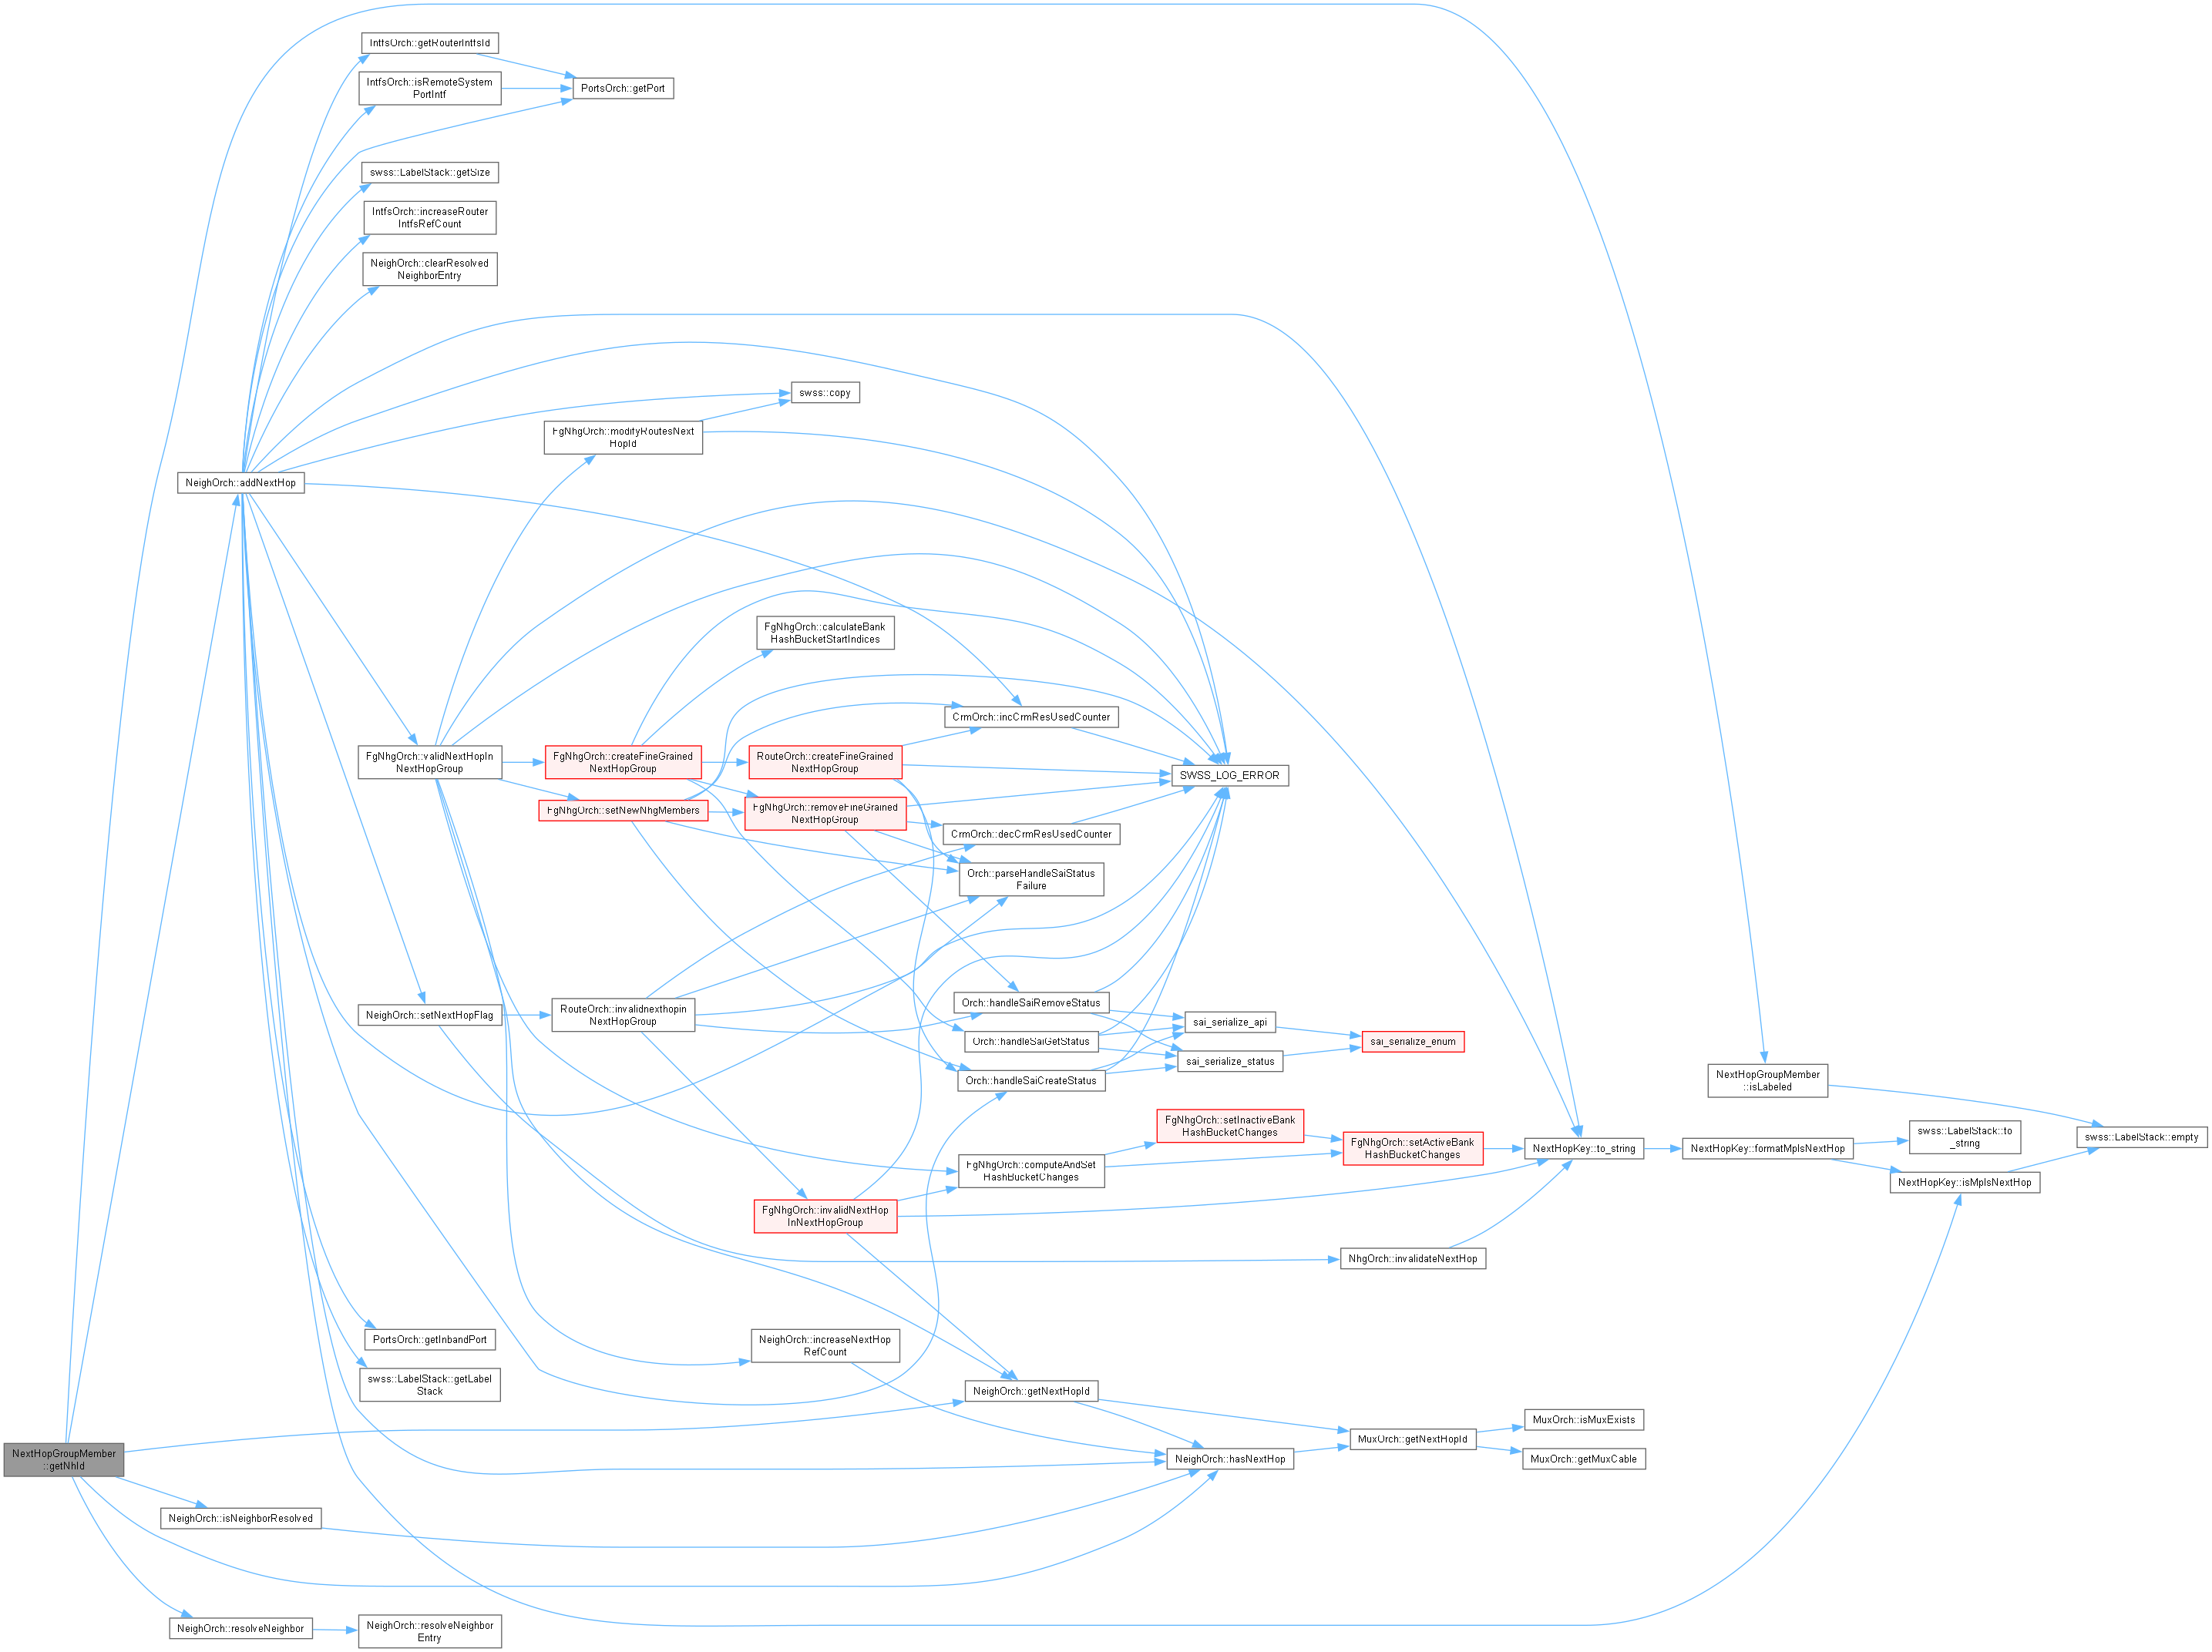 IntfsOrch::getRouterIntfsId
IntfsOrch::isRemoteSystem
PortIntf
PortsOrch::getPort
swss::LabelStack::getSize
IntfsOrch::increaseRouter
IntfsRefCount
NeighOrch::clearResolved
NeighborEntry
swss::copy
FgNhgOrch::modifyRoutesNext
HopId
NeighOrch::addNextHop
FgNhgOrch::calculateBank
HashBucketStartIndices
CrmOrch::incCrmResUsedCounter
FgNhgOrch::validNextHopIn
NextHopGroup
FgNhgOrch::createFineGrained
NextHopGroup
RouteOrch::createFineGrained
NextHopGroup
SWSS_LOG_ERROR
FgNhgOrch::setNewNhgMembers
FgNhgOrch::removeFineGrained
NextHopGroup
CrmOrch::decCrmResUsedCounter
Orch::parseHandleSaiStatus
Failure
NeighOrch::setNextHopFlag
RouteOrch::invalidnexthopin
NextHopGroup
Orch::handleSaiRemoveStatus
sai_serialize_api
Orch::handleSaiGetStatus
sai_serialize_enum
sai_serialize_status
Orch::handleSaiCreateStatus
NextHopGroupMember
::isLabeled
FgNhgOrch::setInactiveBank
HashBucketChanges
FgNhgOrch::setActiveBank
HashBucketChanges
NextHopKey::to_string
NextHopKey::formatMplsNextHop
swss::LabelStack::to
_string
swss::LabelStack::empty
FgNhgOrch::computeAndSet
HashBucketChanges
NextHopKey::isMplsNextHop
FgNhgOrch::invalidNextHop
InNextHopGroup
NhgOrch::invalidateNextHop
PortsOrch::getInbandPort
NeighOrch::increaseNextHop
RefCount
swss::LabelStack::getLabel
Stack
NeighOrch::getNextHopId
MuxOrch::isMuxExists
MuxOrch::getNextHopId
NextHopGroupMember
::getNhId
NeighOrch::hasNextHop
MuxOrch::getMuxCable
NeighOrch::isNeighborResolved
NeighOrch::resolveNeighbor
NeighOrch::resolveNeighbor
Entry